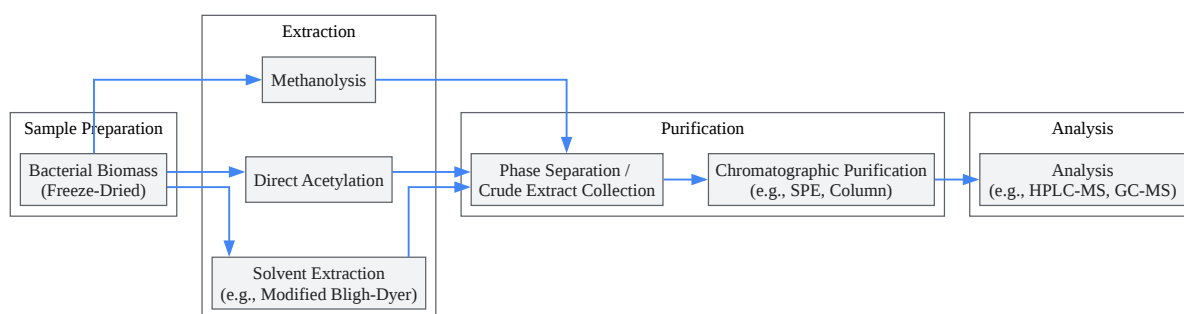 Extraction
Methanolysis
Sample Preparation
Bacterial Biomass
(Freeze-Dried)
Direct Acetylation
Solvent Extraction
(e.g., Modified Bligh-Dyer)
Purification
Phase Separation /
Crude Extract Collection
Chromatographic Purification
(e.g., SPE, Column)
Analysis
Analysis
(e.g., HPLC-MS, GC-MS)